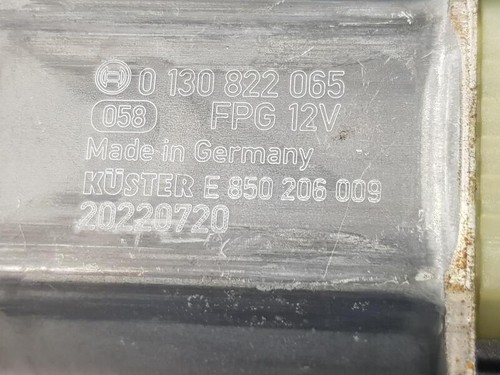 0 130 822 065
058 FPG 12V
Made in Germany
KÜSTER E 850 206 009
20220720